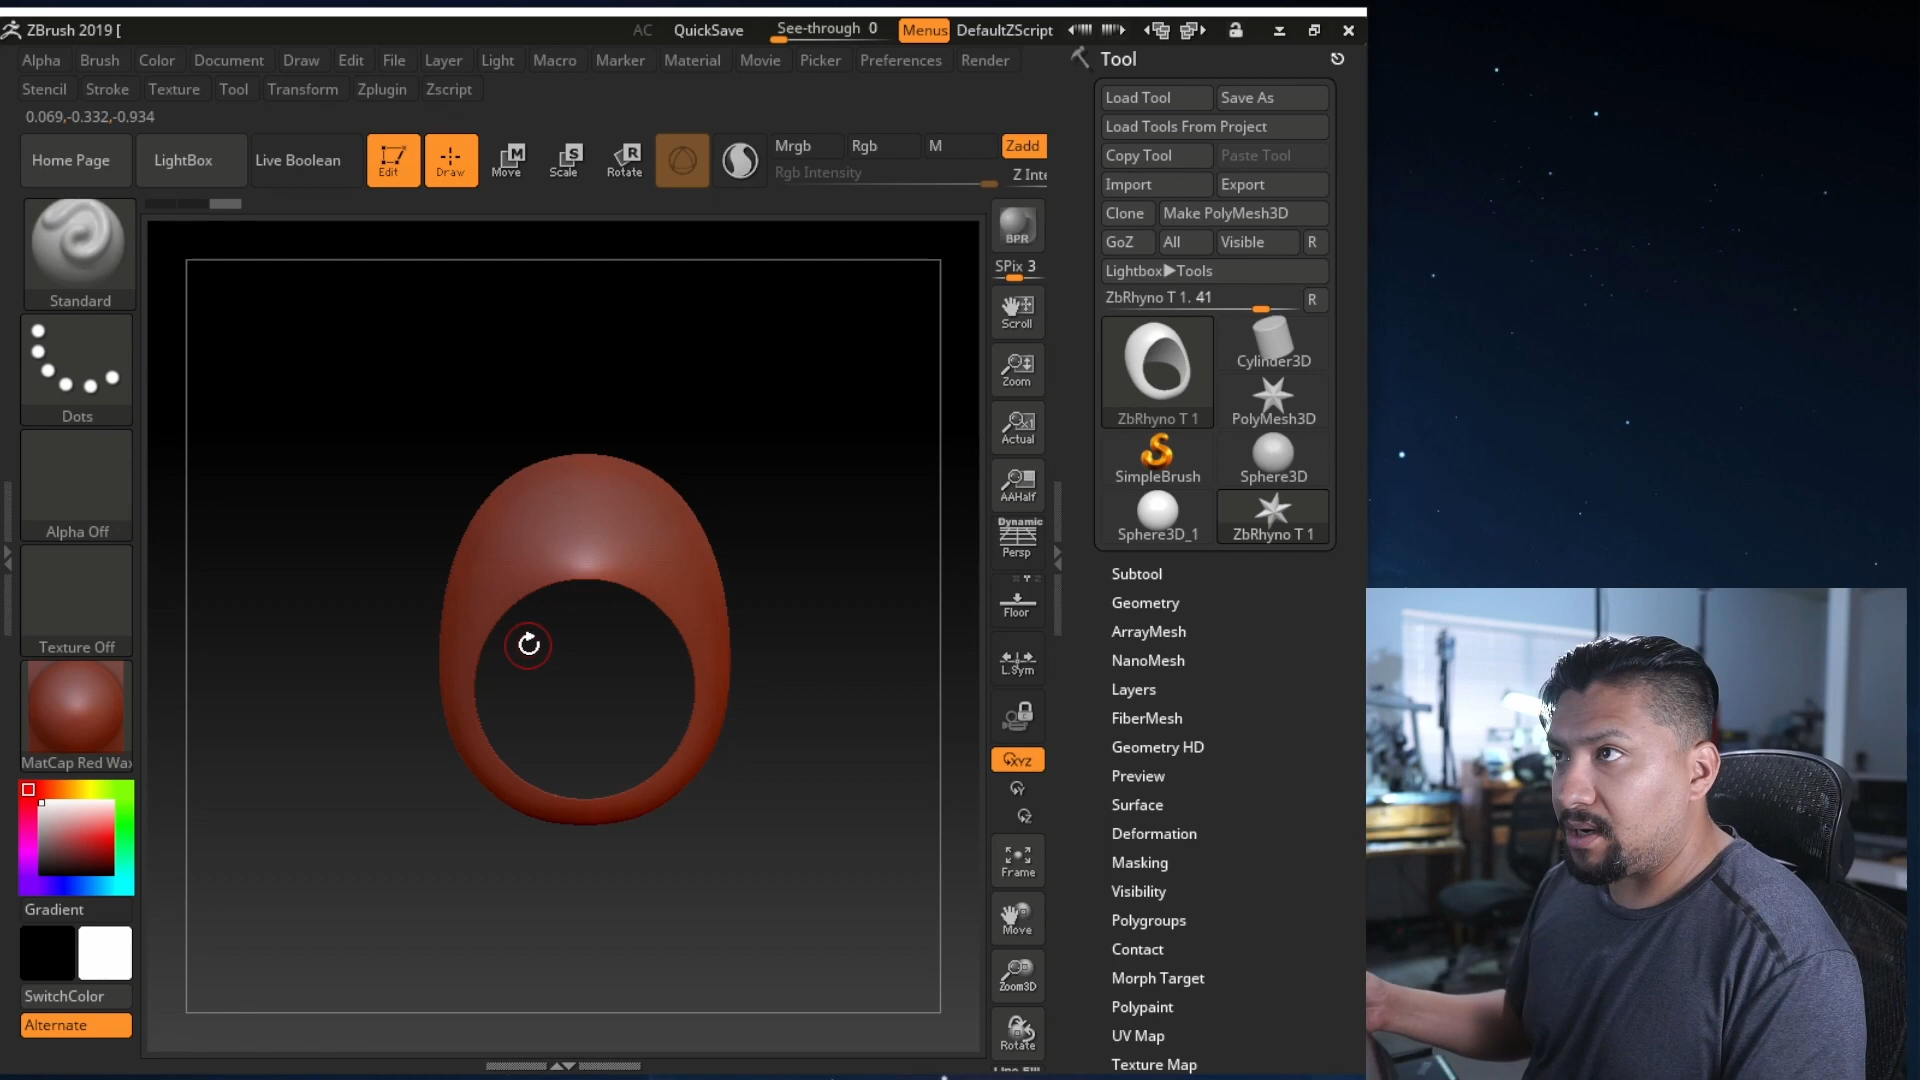 ZBrush 2019 [
AC QuickSave See-through 0 Menus DefaultZScript
Alpha Brush Color Document Draw Edit File Layer Light Macro Marker Material Movie Picker Preferences Render
Stencil Stroke Texture Tool Transform Zplugin Zscript
0.069,-0.332,-0.934
Home Page LightBox Live Boolean Edit Draw Move Scale Rotate Mrgb Rgb M Zadd
Rgb Intensity Z Inte
Standard
Dots
Alpha Off
Texture Off
MatCap Red Wax
Gradient
SwitchColor
Alternate
BPR
SPix 3
Scroll
Zoom
Actual
AAHalf
Dynamic
Persp
Floor
L.Sym
XYZ
Frame
Move
Zoom3D
Rotate
Line Fill
Tool
Load Tool Save As
Load Tools From Project
Copy Tool Paste Tool
Import Export
Clone Make PolyMesh3D
GoZ All Visible R
Lightbox▶Tools
ZbRhyno T 1. 41 R
ZbRhyno T 1 Cylinder3D
PolyMesh3D
SimpleBrush Sphere3D
Sphere3D_1 ZbRhyno T 1
Subtool
Geometry
ArrayMesh
NanoMesh
Layers
FiberMesh
Geometry HD
Preview
Surface
Deformation
Masking
Visibility
Polygroups
Contact
Morph Target
Polypaint
UV Map
Texture Map